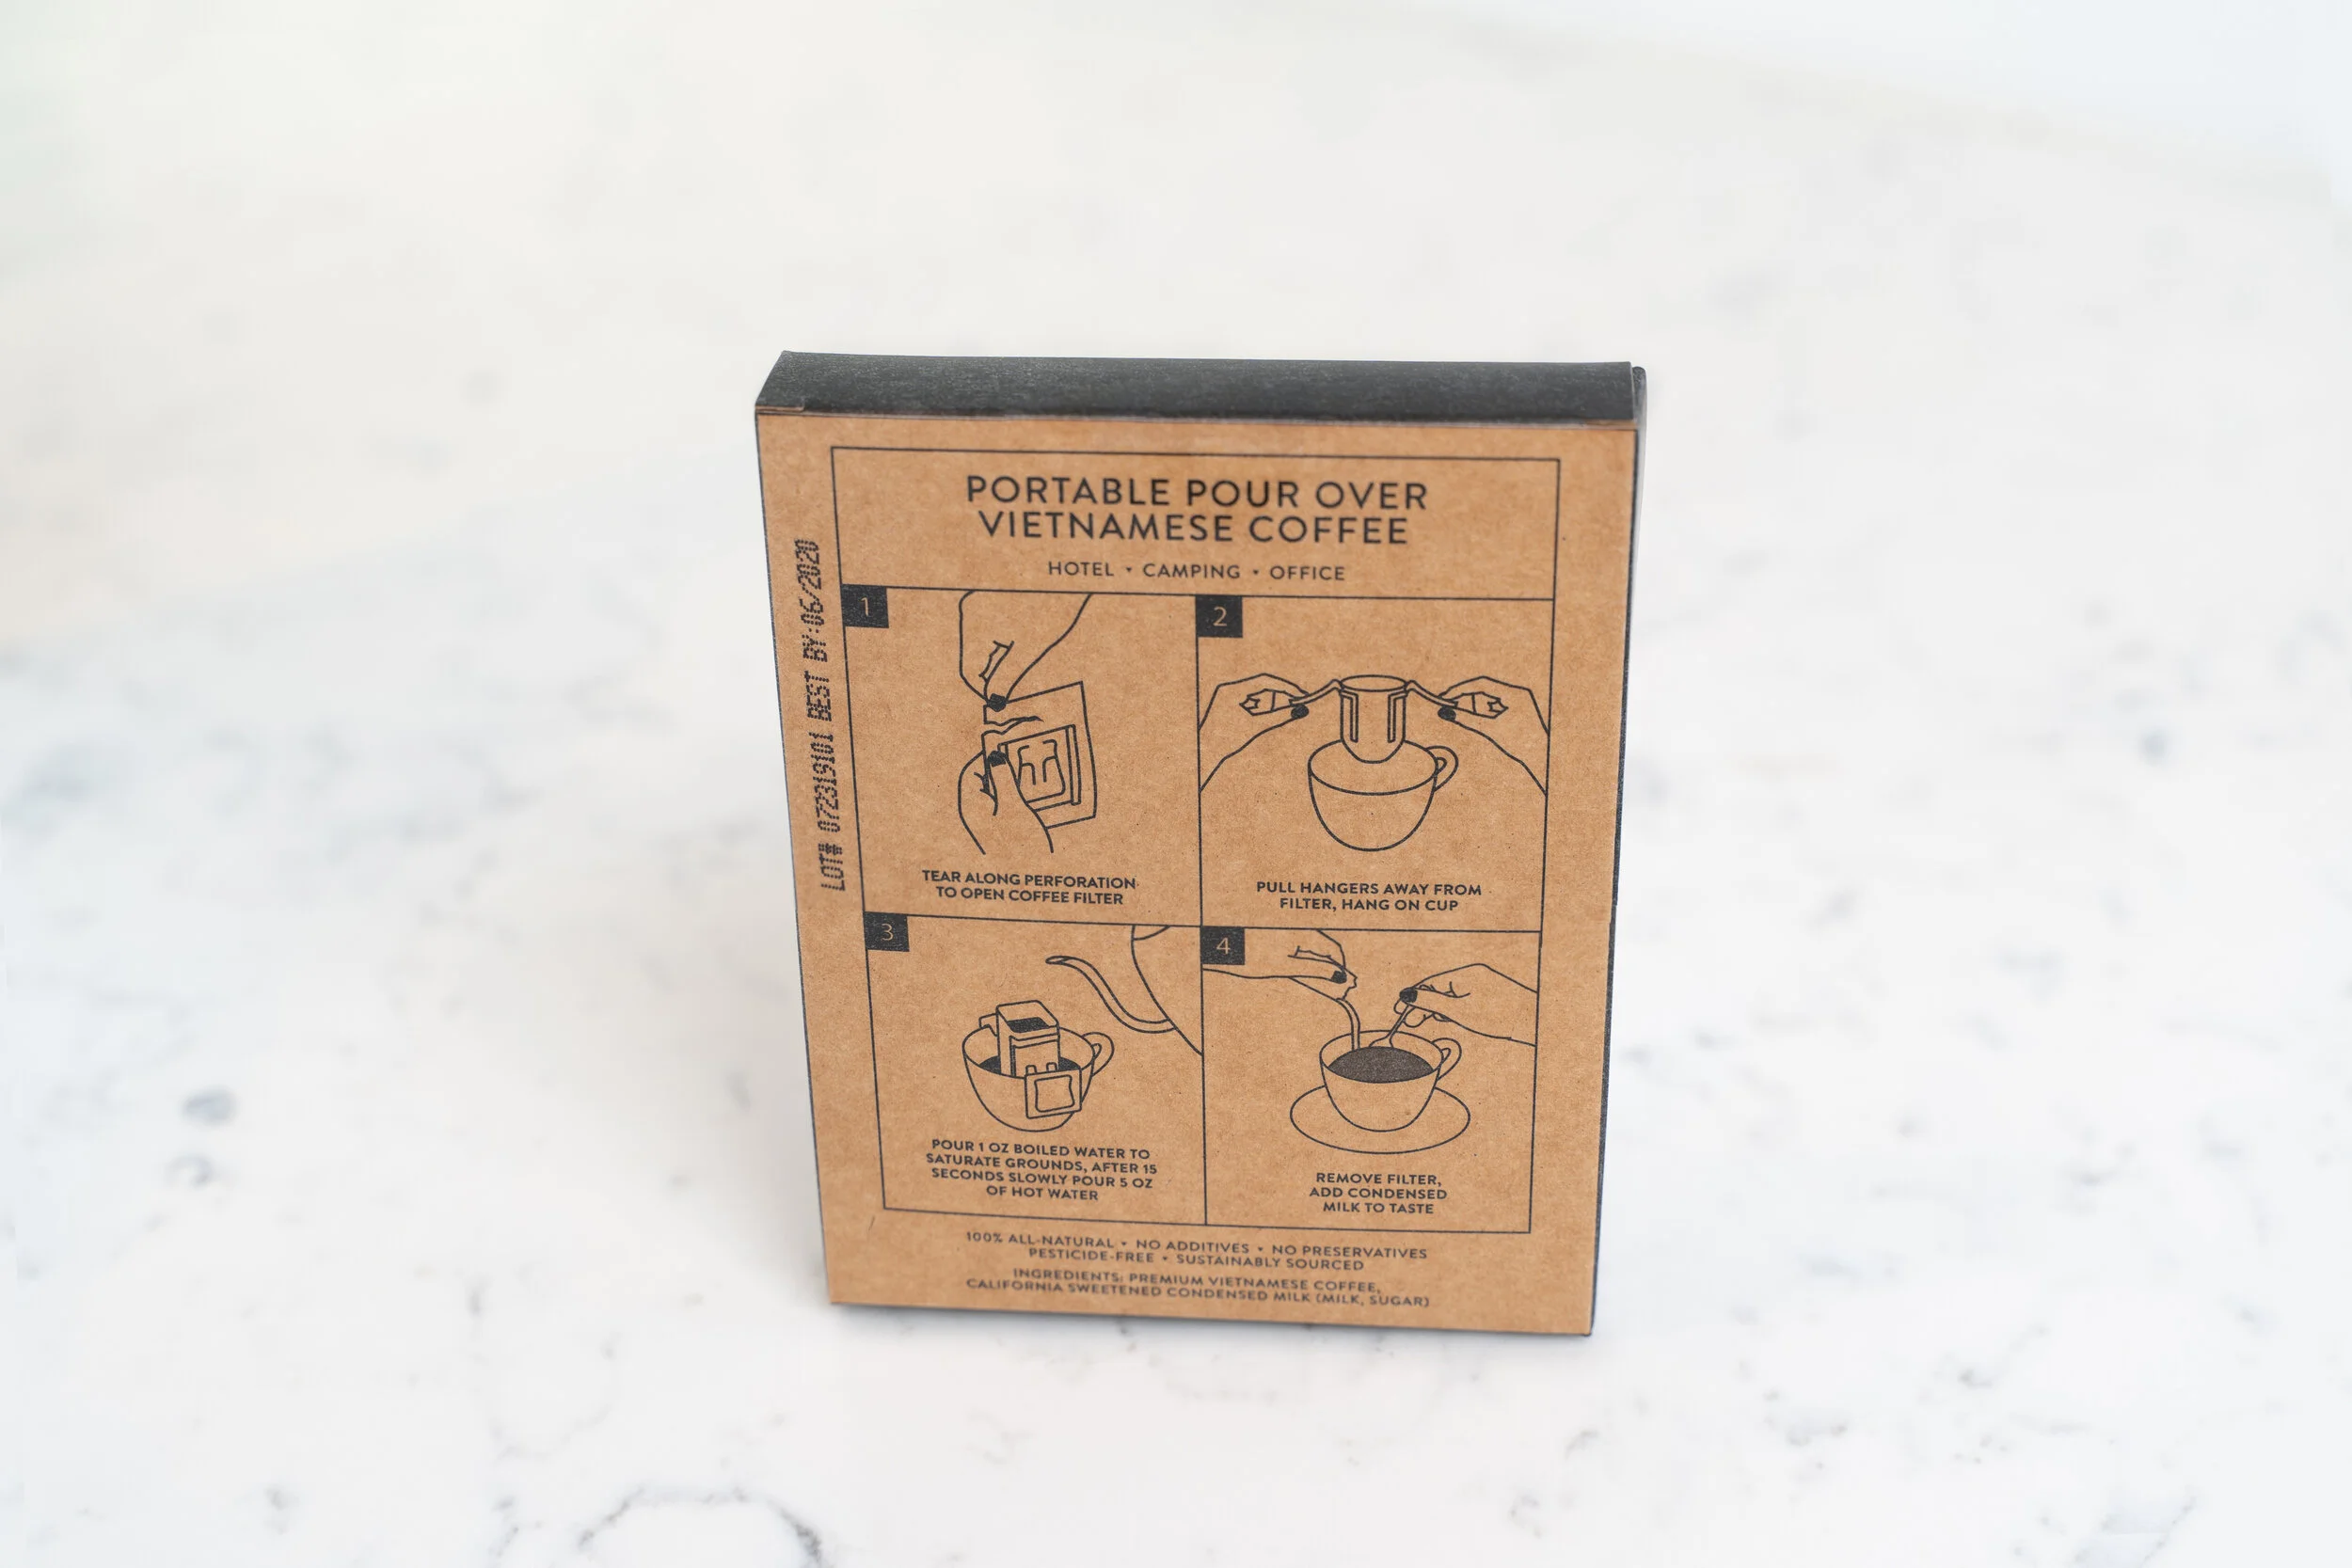 PORTABLE POUR OVER
VIETNAMESE COFFEE
HOTEL • CAMPING • OFFICE
LOT# 072319101 BEST BY:06/2020
1
TEAR ALONG PERFORATION
TO OPEN COFFEE FILTER
2
PULL HANGERS AWAY FROM
FILTER, HANG ON CUP
3
POUR 1 OZ BOILED WATER TO
SATURATE GROUNDS, AFTER 15
SECONDS SLOWLY POUR 5 OZ
OF HOT WATER
4
REMOVE FILTER,
ADD CONDENSED
MILK TO TASTE
100% ALL-NATURAL • NO ADDITIVES • NO PRESERVATIVES
PESTICIDE-FREE • SUSTAINABLY SOURCED
INGREDIENTS: PREMIUM VIETNAMESE COFFEE,
CALIFORNIA SWEETENED CONDENSED MILK (MILK, SUGAR)